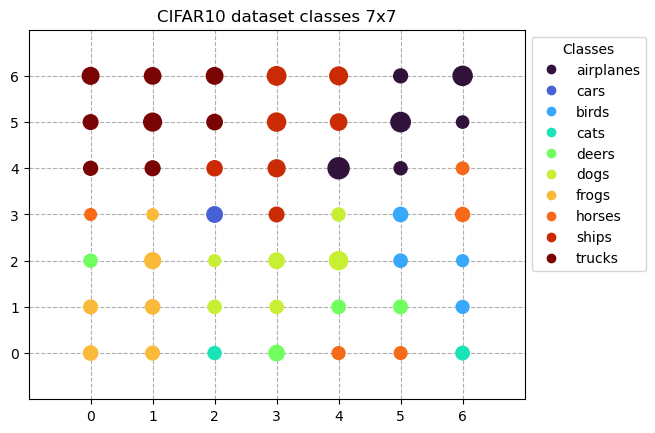 CIFAR10 dataset classes 7x7
6
5
4
3
2
1
0
0 1 2 3 4 5 6
Classes
airplanes
cars
birds
cats
deers
dogs
frogs
horses
ships
trucks